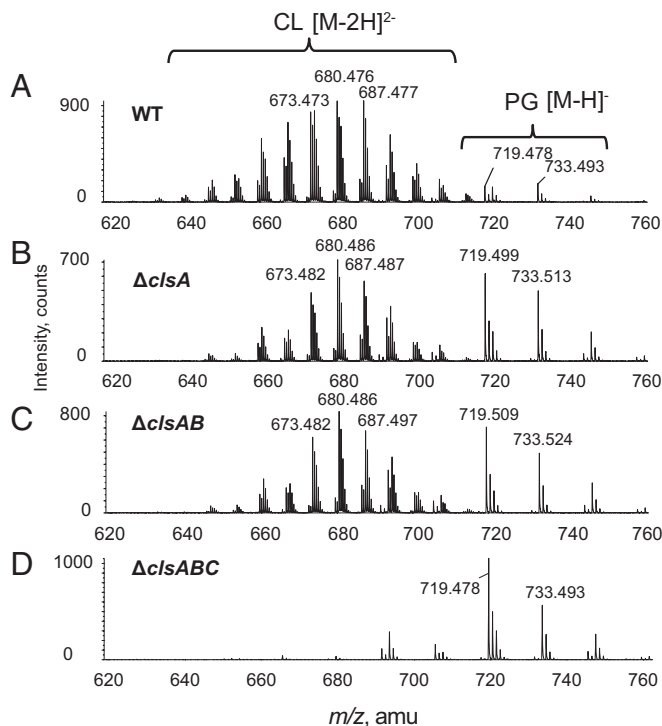 CL [M-2H]2-
PG [M-H]-
A
WT
900
0
673.473
680.476
687.477
719.478
733.493
620 640 660 680 700 720 740 760
B
ΔclsA
700
0
673.482
680.486
687.487
719.499
733.513
620 640 660 680 700 720 740 760
C
ΔclsAB
800
0
673.482
680.486
687.497
719.509
733.524
620 640 660 680 700 720 740 760
D
ΔclsABC
1000
0
719.478
733.493
620 640 660 680 700 720 740 760
Intensity, counts
m/z, amu